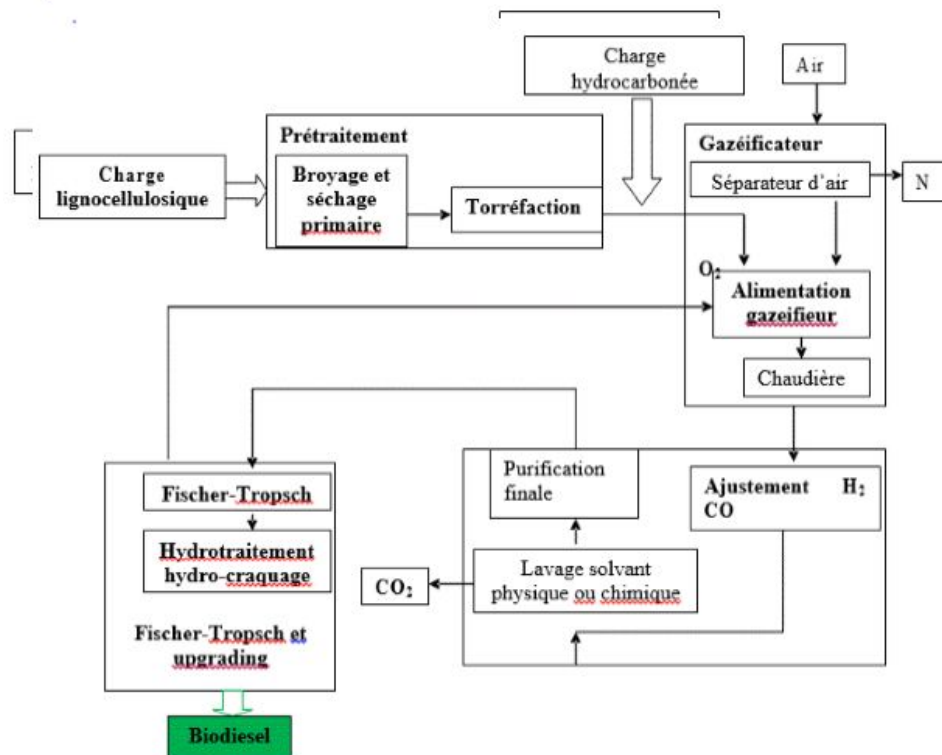 Charge
hydrocarbonée
Air
Prétraitement
Gazéificateur
Charge
lignocellulosique
Broyage et
séchage
primaire
Torréfaction
Séparateur d’air
N
O2
Alimentation
gazeifieur
Chaudière
Purification
finale
Ajustement H2
CO
Fischer-Tropsch
Hydrotraitement
hydro-craquage
Lavage solvant
physique ou chimique
CO2
Fischer-Tropsch et
upgrading
Biodiesel